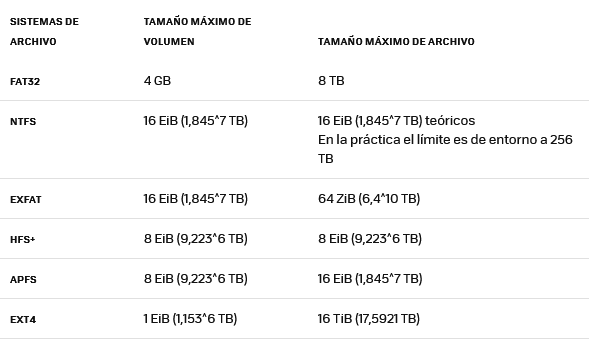 SISTEMAS DE ARCHIVO TAMAÑO MÁXIMO DE VOLUMEN TAMAÑO MÁXIMO DE ARCHIVO
FAT32 4 GB 8 TB
NTFS 16 EiB (1,845^7 TB) 16 EiB (1,845^7 TB) teóricos
En la práctica el límite es de entorno a 256
TB
EXFAT 16 EiB (1,845^7 TB) 64 ZiB (6,4^10 TB)
HFS+ 8 EiB (9,223^6 TB) 8 EiB (9,223^6 TB)
APFS 8 EiB (9,223^6 TB) 16 EiB (1,845^7 TB)
EXT4 1 EiB (1,153^6 TB) 16 TiB (17,5921 TB)